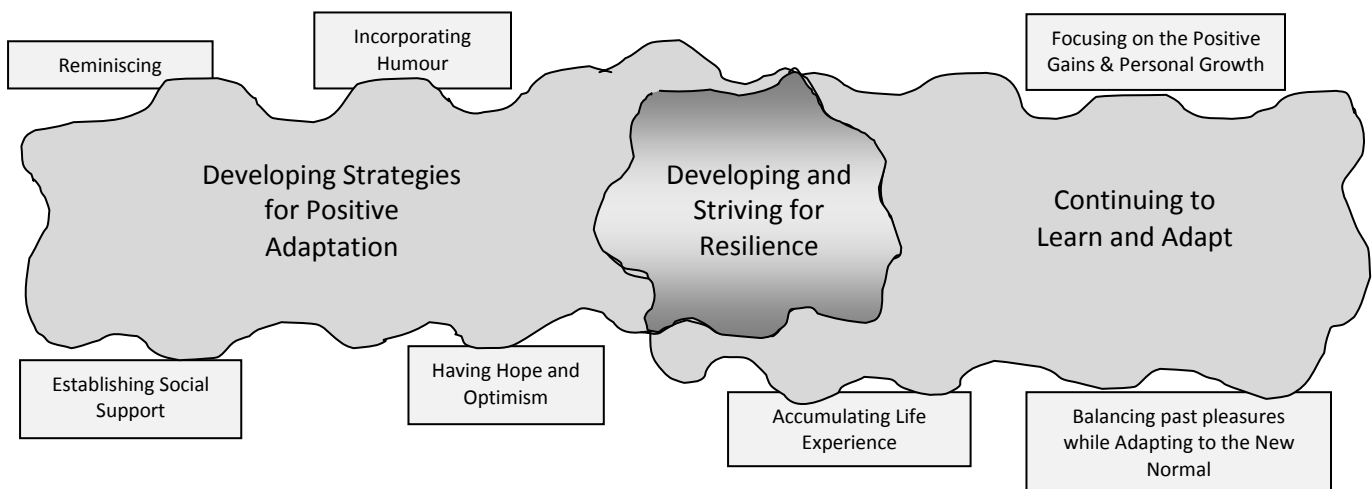 Reminiscing
Incorporating
Humour
Focusing on the Positive
Gains & Personal Growth
Developing Strategies
for Positive
Adaptation
Developing and
Striving for
Resilience
Continuing to
Learn and Adapt
Establishing Social
Support
Having Hope and
Optimism
Accumulating Life
Experience
Balancing past pleasures
while Adapting to the New
Normal